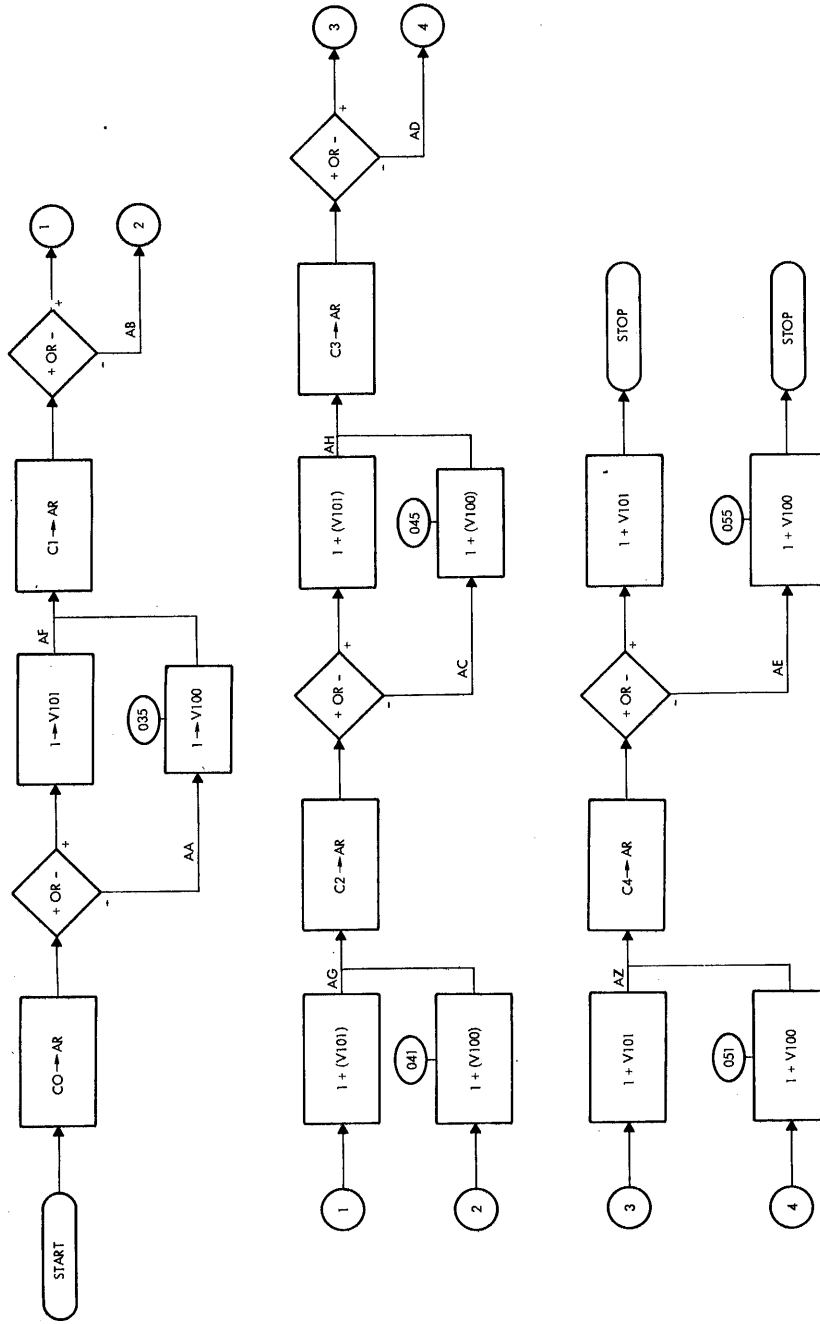 START
CO → AR
+ OR -
+
-
AA
1 → V101
035
1 → V100
AF
C1 → AR
+ OR -
+
-
AB
1
2
1
2
1 + (V101)
041
1 + (V100)
AG
C2 → AR
+ OR -
+
-
AC
1 + (V101)
045
1 + (V100)
AH
C3 → AR
+ OR -
+
-
AD
3
4
3
4
1 + V101
051
1 + V100
AZ
C4 → AR
+ OR -
+
-
AE
1 + V101
055
1 + V100
STOP
STOP